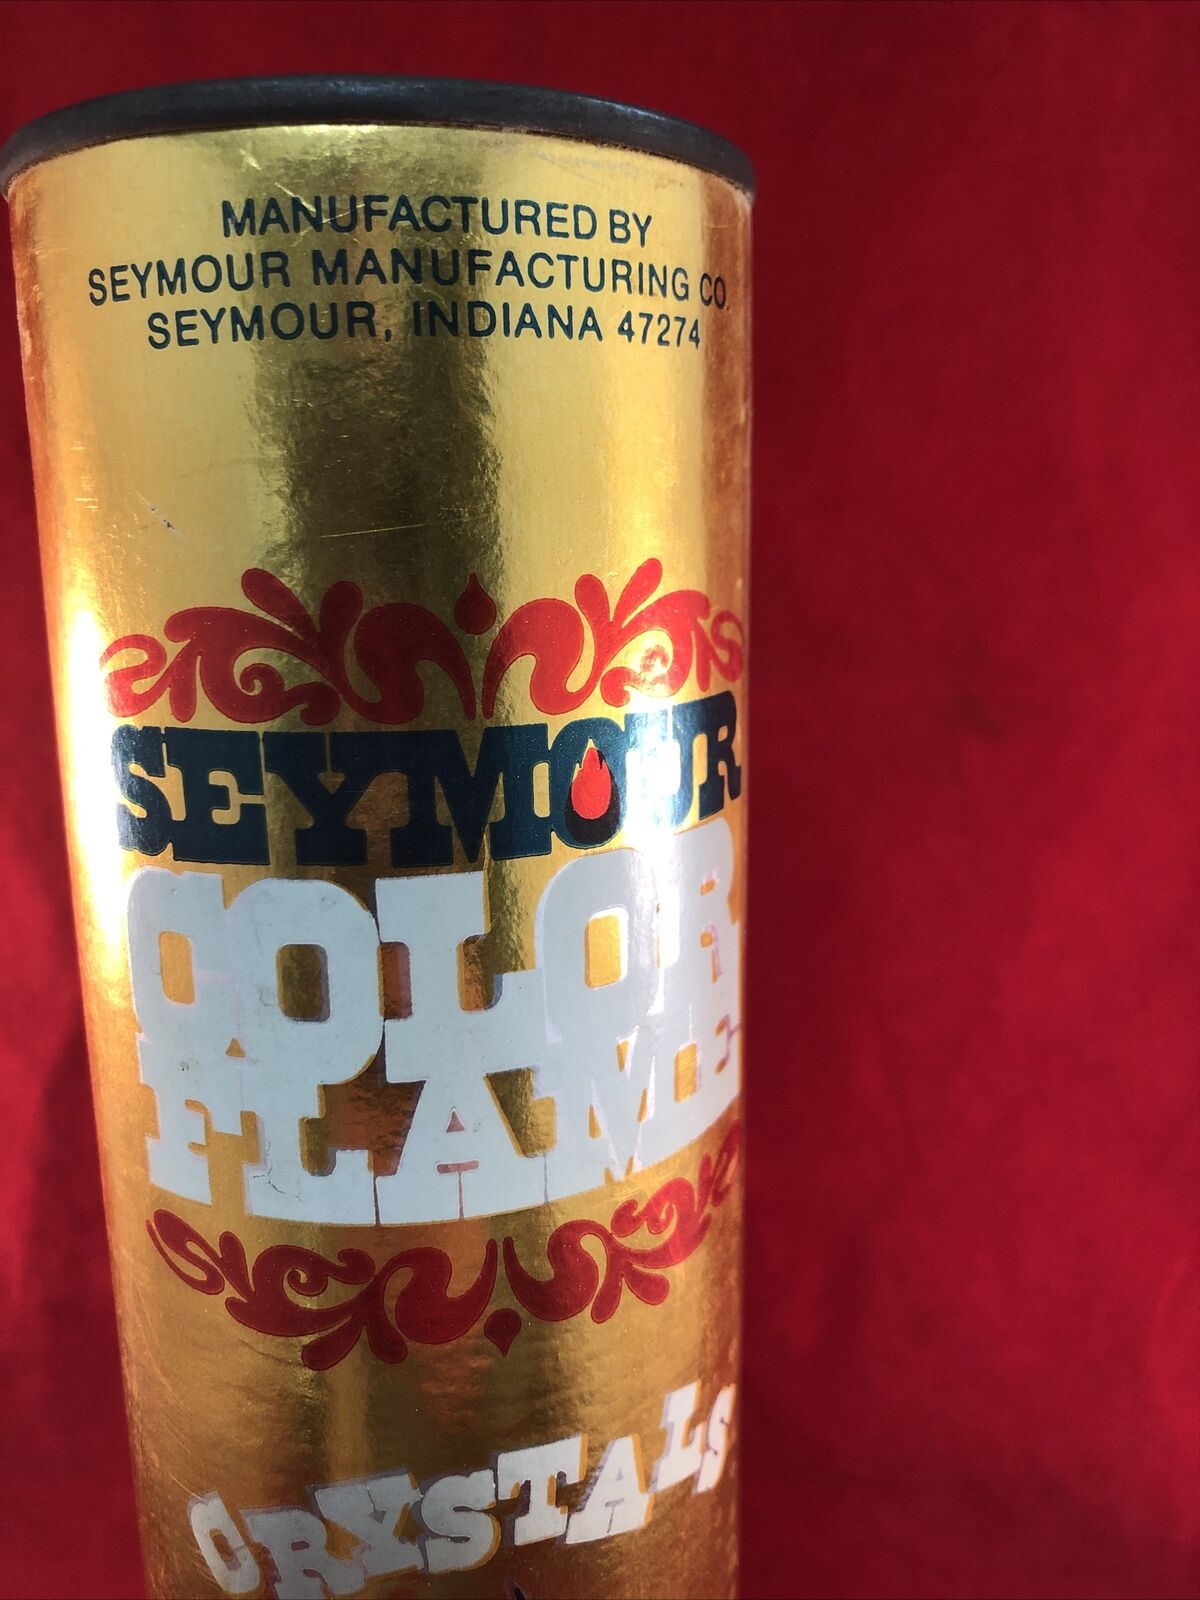 MANUFACTURED BY
SEYMOUR MANUFACTURING CO.
SEYMOUR, INDIANA 47274
SEYMOUR
COLOR
FLAME
CRYSTALS